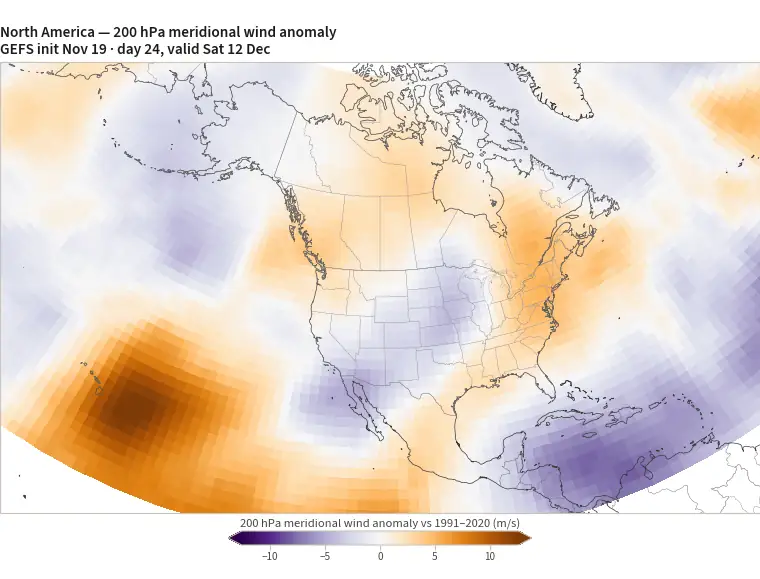 North America — 200 hPa meridional wind anomaly
GEFS init Nov 19 · day 24, valid Sat 12 Dec
200 hPa meridional wind anomaly vs 1991–2020 (m/s)
−10 −5 0 5 10